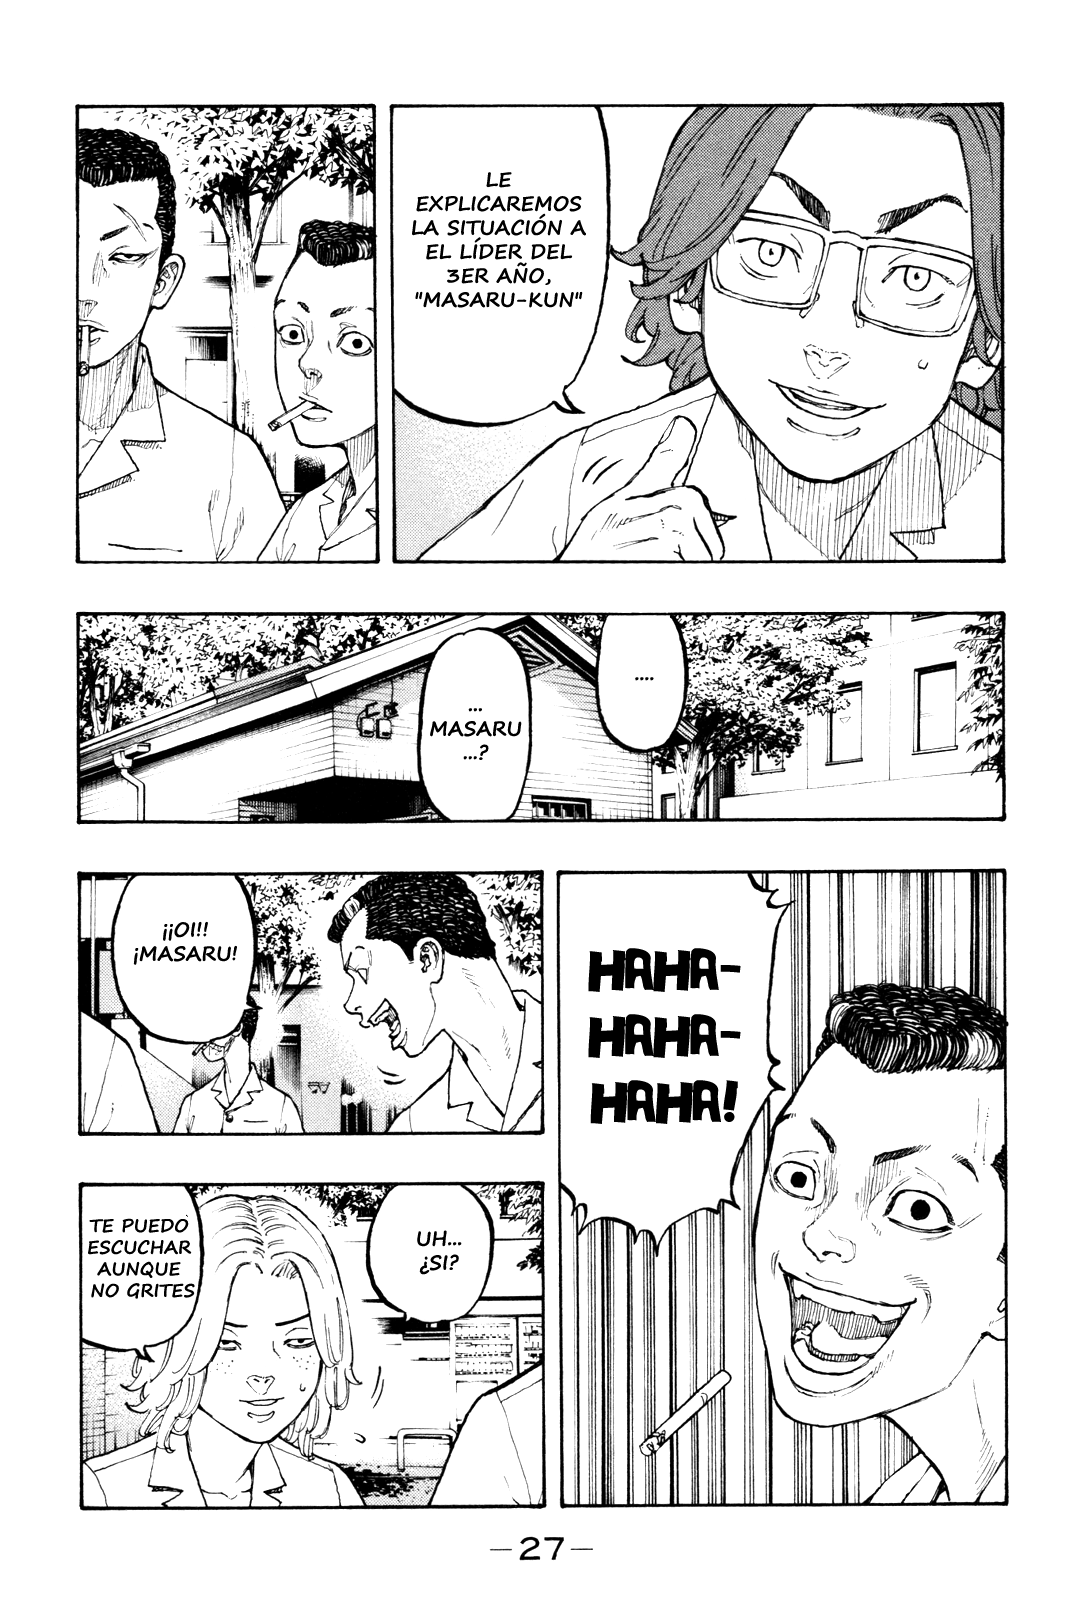 LE
EXPLICAREMOS
LA SITUACIÓN A
EL LÍDER DEL
3ER AÑO,
"MASARU-KUN"
.....
...
MASARU
...?
HAHA-
HAHA-
HAHA!
¡¡OI!!
¡MASARU!
UH...
¿SI?
TE PUEDO
ESCUCHAR
AUNQUE
NO GRITES
—27—